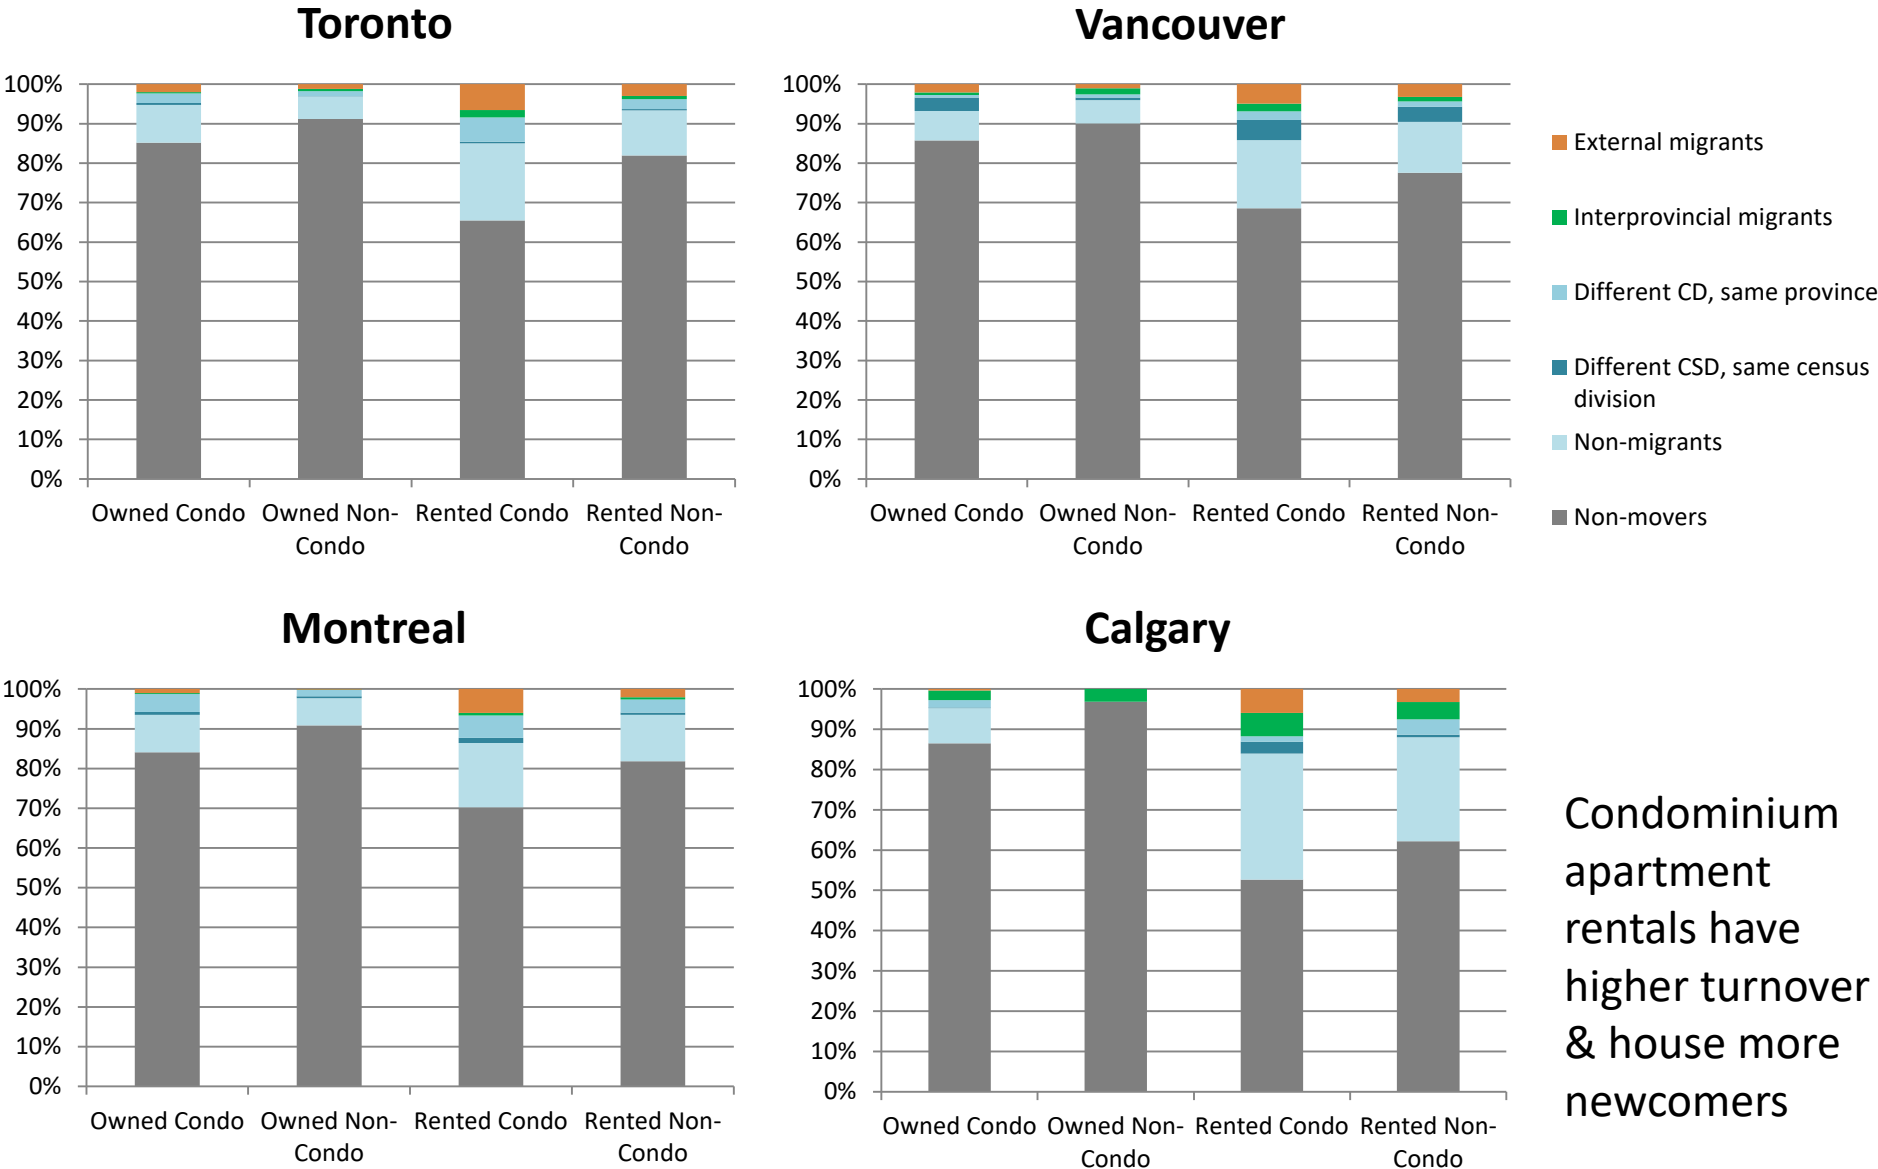 Toronto
100%
90%
80%
70%
60%
50%
40%
30%
20%
10%
0%
Owned Condo
Owned Non-
Condo
Rented Condo
Rented Non-
Condo
Vancouver
100%
90%
80%
70%
60%
50%
40%
30%
20%
10%
0%
Owned Condo
Owned Non-
Condo
Rented Condo
Rented Non-
Condo
External migrants
Interprovincial migrants
Different CD, same province
Different CSD, same census
division
Non-migrants
Non-movers
Montreal
100%
90%
80%
70%
60%
50%
40%
30%
20%
10%
0%
Owned Condo
Owned Non-
Condo
Rented Condo
Rented Non-
Condo
Calgary
100%
90%
80%
70%
60%
50%
40%
30%
20%
10%
0%
Owned Condo
Owned Non-
Condo
Rented Condo
Rented Non-
Condo
Condominium
apartment
rentals have
higher turnover
& house more
newcomers